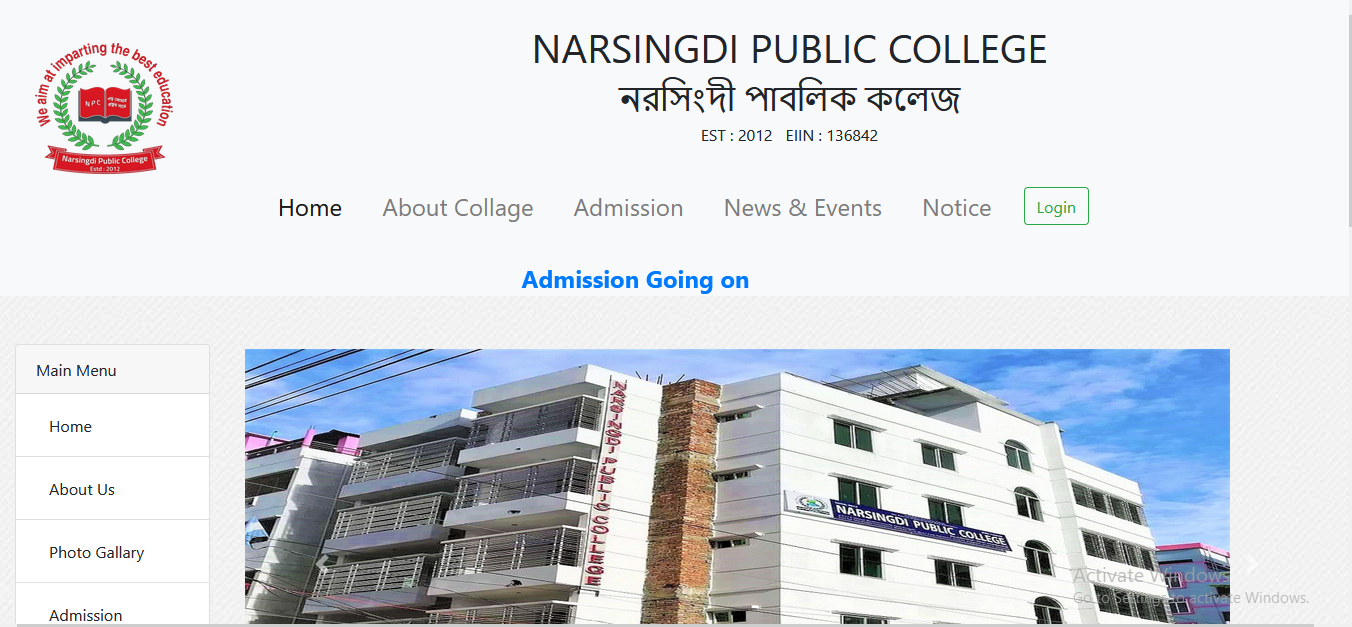 We aim at imparting the best education
N P C
Narsingdi Public College
Estd : 2012
NARSINGDI PUBLIC COLLEGE
নরসিংদী পাবলিক কলেজ
EST : 2012 EIIN : 136842
Home About Collage Admission News & Events Notice Login
Admission Going on
Main Menu
Home
About Us
Photo Gallary
Admission
NARSINGDI PUBLIC COLLEGE
NARSINGDI PUBLIC COLLEGE
Activate Windows
Go to Settings to activate Windows.